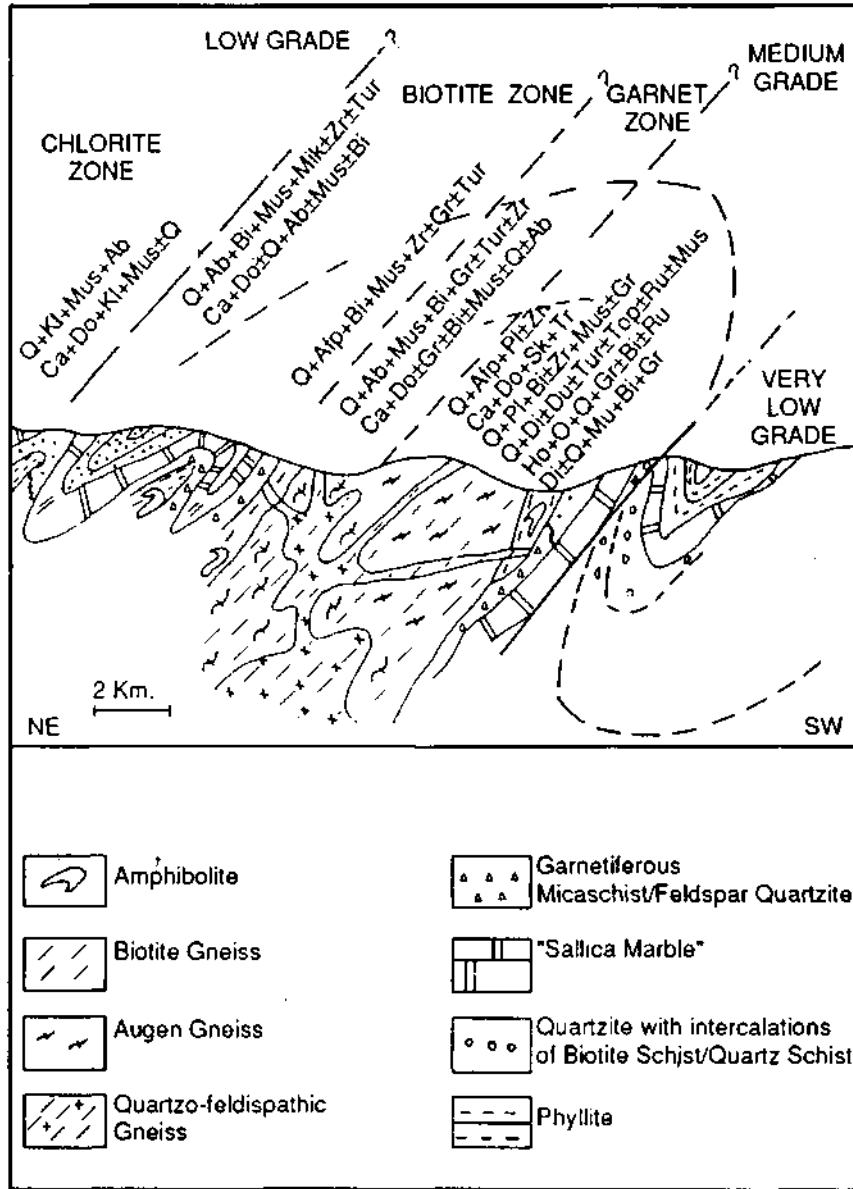 LOW GRADE
?
BIOTITE ZONE
?
GARNET
ZONE
?
MEDIUM
GRADE
CHLORITE
ZONE
Q+Kl+Mus+Ab
Ca+Do+Kl+Mus±Q
Q+Ab+Bi+Mus+Mik±Zr±Tur
Ca+Do±Q+Ab±Mus±Bi
Q+Afp+Bi+Mus+Zr±Gr±Tur
Q+Ab+Mus+Bi+Gr±Tur±Zr
Ca+Do±Gr±Bi±Mus±Q±Ab
Q+Afp+Pl±Zr
Ca+Do+Sk+Tr
Q+Pl+Bi±Zr+Mus±Gr
Q+Di±Du±Tur±Top±Ru±Mus
Ho+O+Q+Gr±Bi±Ru
Di±Q+Mu+Bi+Gr
VERY
LOW
GRADE
2 Km.
NE
SW
Amphibolite
Biotite Gneiss
Augen Gneiss
Quartzo-feldispathic
Gneiss
Garnetiferous
Micaschist/Feldspar Quartzite
"Sallica Marble"
Quartzite with intercalations
of Biotite Schist/Quartz Schist
Phyllite